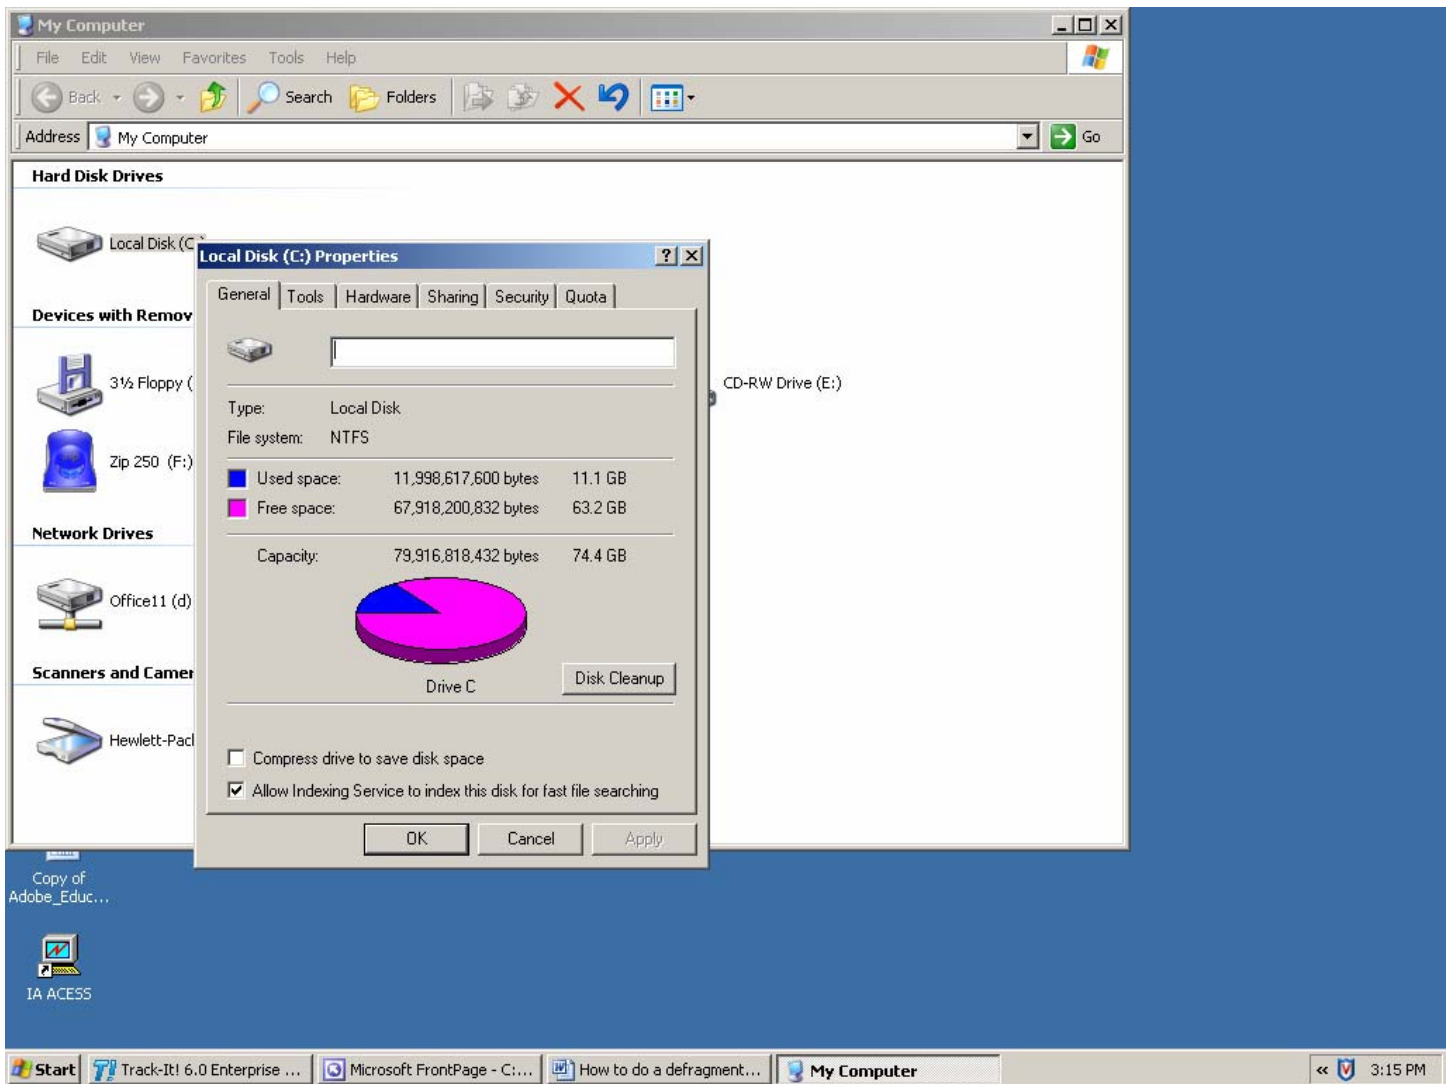 My Computer
File Edit View Favorites Tools Help
Back Search Folders
Address My Computer Go
Hard Disk Drives
Local Disk (C:)
Local Disk (C:) Properties
General Tools Hardware Sharing Security Quota
Devices with Remov
3½ Floppy (
CD-RW Drive (E:)
Type: Local Disk
File system: NTFS
Zip 250 (F:)
Used space: 11,998,617,600 bytes 11.1 GB
Free space: 67,918,200,832 bytes 63.2 GB
Network Drives
Capacity: 79,916,818,432 bytes 74.4 GB
Office11 (d)
Scanners and Camer
Drive C
Disk Cleanup
Hewlett-Pacl
Compress drive to save disk space
Allow Indexing Service to index this disk for fast file searching
OK Cancel Apply
Copy of
Adobe_Educ...
IA ACESS
Start Track-It! 6.0 Enterprise ... Microsoft FrontPage - C:... How to do a defragment... My Computer « 3:15 PM